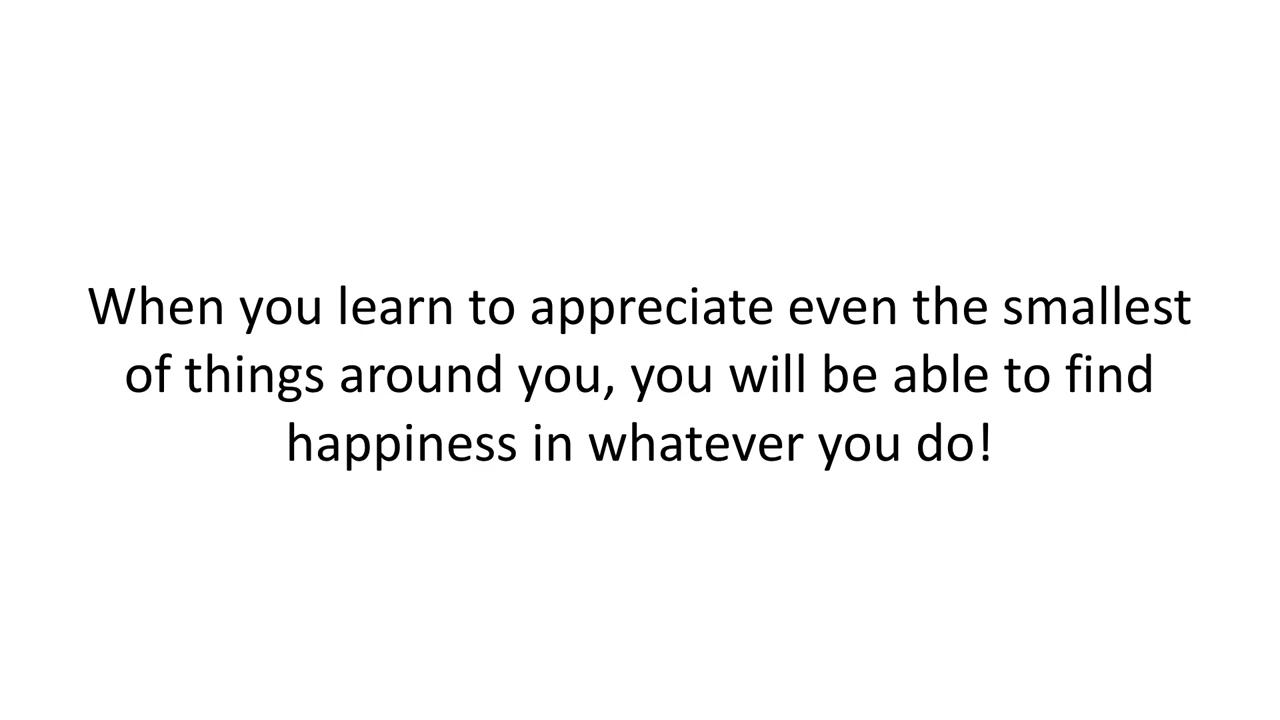 When you learn to appreciate even the smallest
of things around you, you will be able to find
happiness in whatever you do!